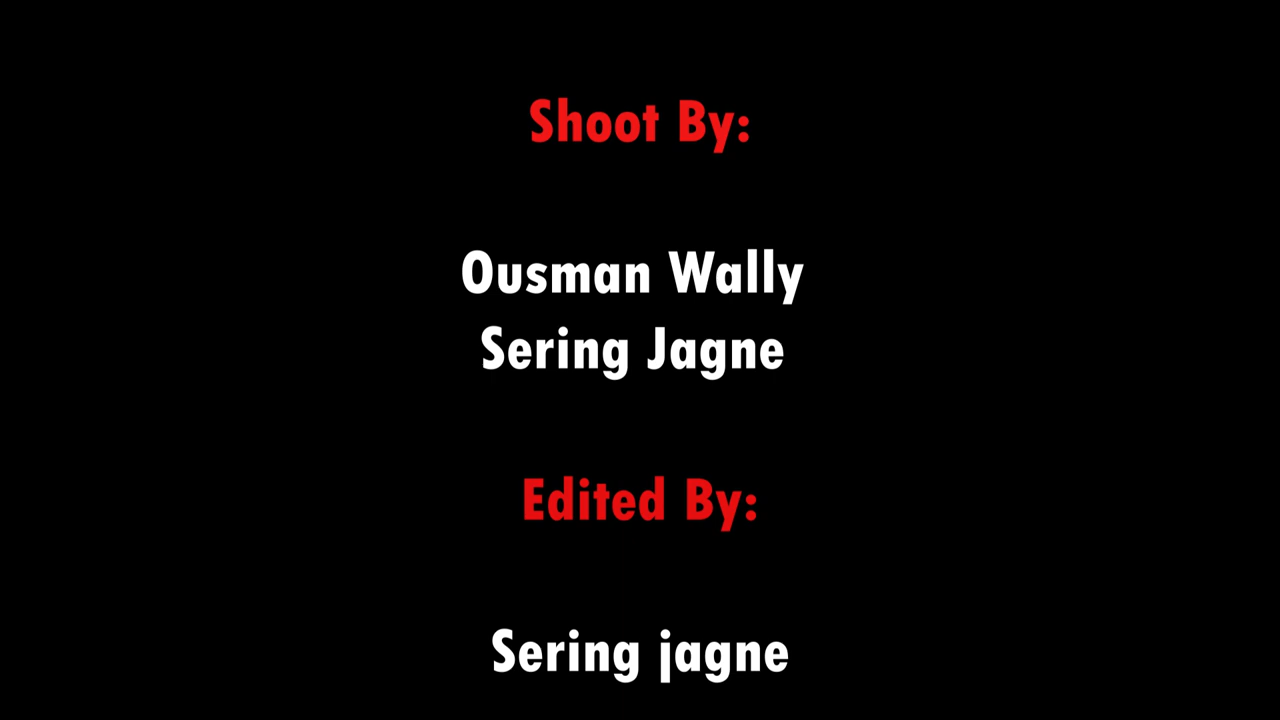 Shoot By:
Ousman Wally
Sering Jagne
Edited By:
Sering jagne